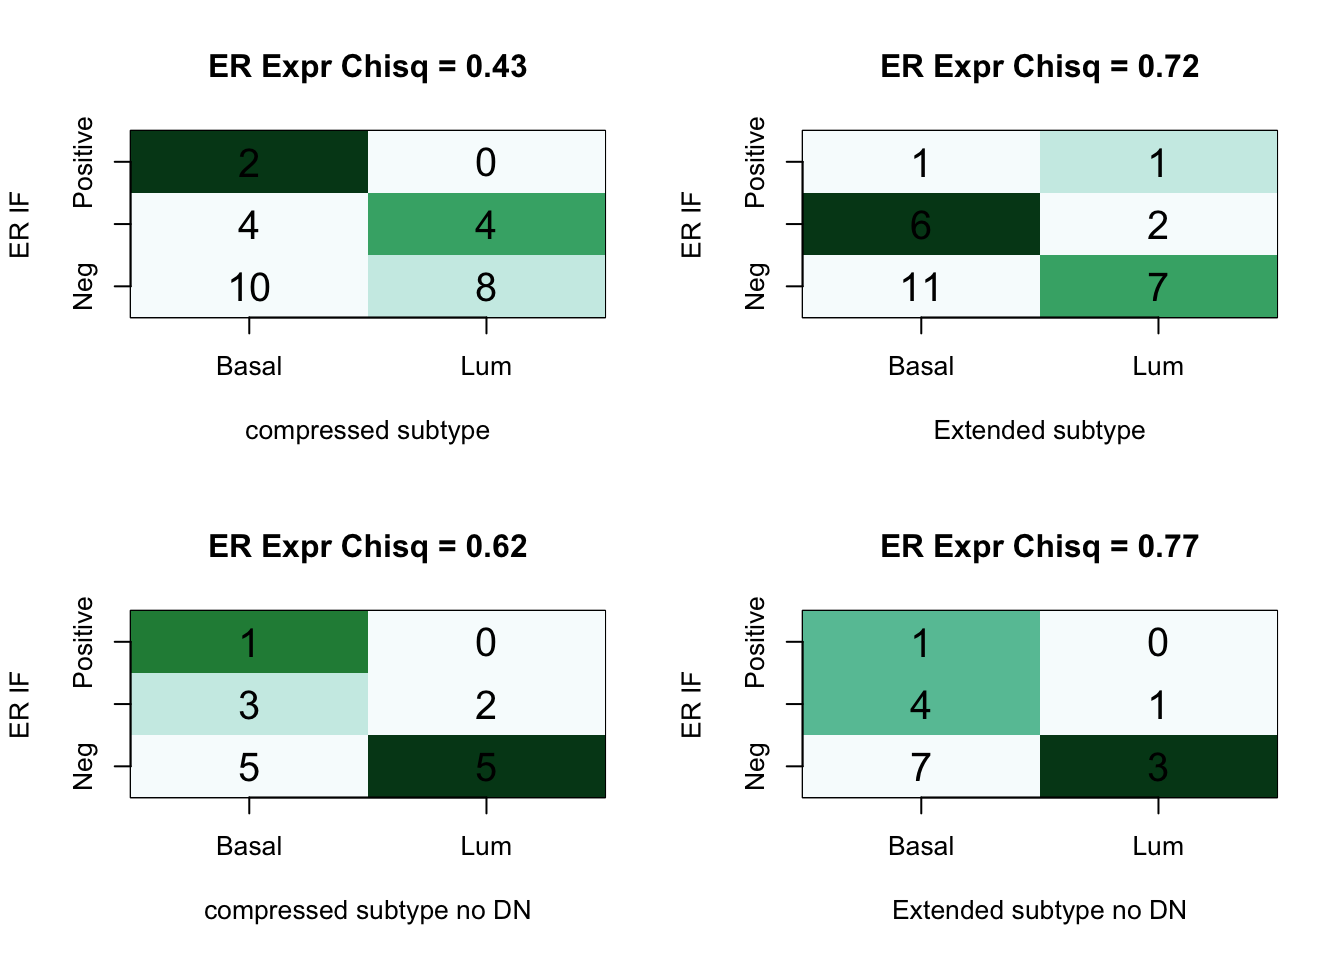 ER Expr Chisq = 0.43
ER IF
Positive
Neg
2 0
4 4
10 8
Basal Lum
compressed subtype
ER Expr Chisq = 0.72
ER IF
Positive
Neg
1 1
6 2
11 7
Basal Lum
Extended subtype
ER Expr Chisq = 0.62
ER IF
Positive
Neg
1 0
3 2
5 5
Basal Lum
compressed subtype no DN
ER Expr Chisq = 0.77
ER IF
Positive
Neg
1 0
4 1
7 3
Basal Lum
Extended subtype no DN